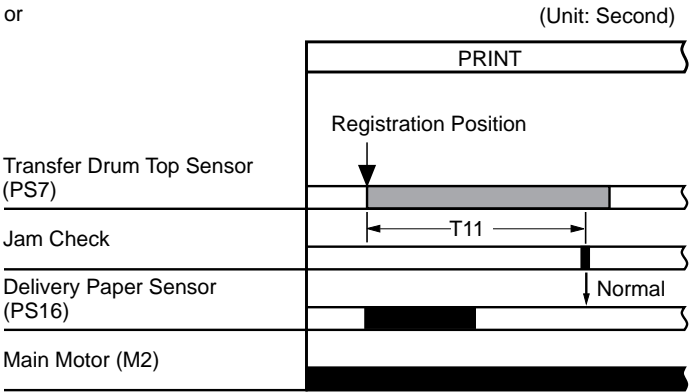 or
(Unit: Second)
PRINT
Registration Position
Transfer Drum Top Sensor
(PS7)
T11
Jam Check
Delivery Paper Sensor
(PS16)
Normal
Main Motor (M2)